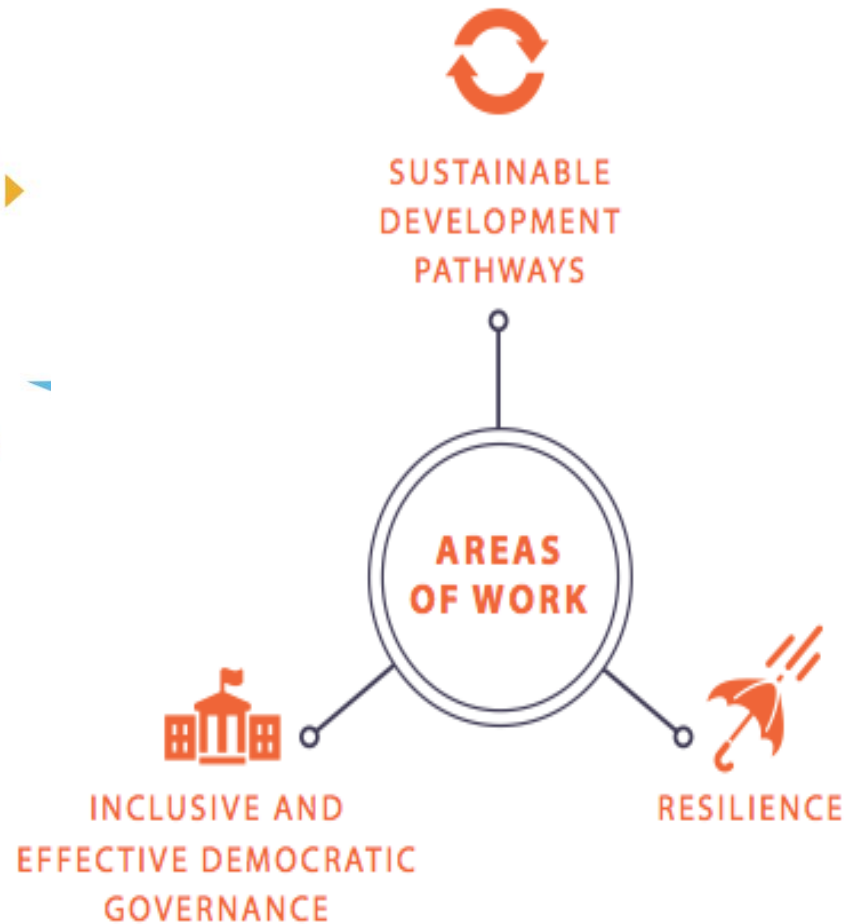 SUSTAINABLE
DEVELOPMENT
PATHWAYS
AREAS
OF WORK
INCLUSIVE AND
EFFECTIVE DEMOCRATIC
GOVERNANCE
RESILIENCE